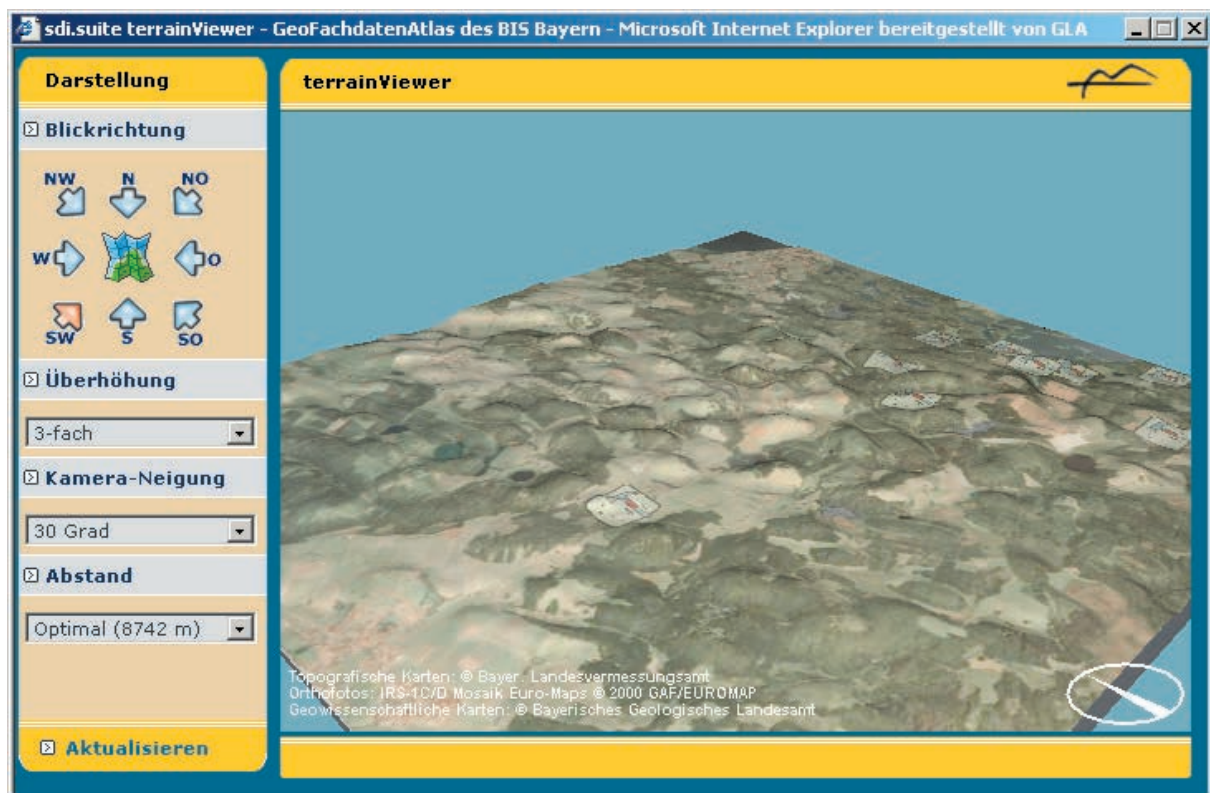 sdi.suite terrainViewer - GeoFachdatenAtlas des BIS Bayern - Microsoft Internet Explorer bereitgestellt von GLA
Darstellung
terrainViewer
Blickrichtung
NW N NO
W O
SW S SO
Überhöhung
3-fach
Kamera-Neigung
30 Grad
Abstand
Optimal (8742 m)
Aktualisieren
Topografische Karten: © Bayer. Landesvermessungsamt
Orthofotos: IRS-1C/D Mosaik Euro-Maps © 2000 GAF/EUROMAP
Geowissenschaftliche Karten: © Bayerisches Geologisches Landesamt